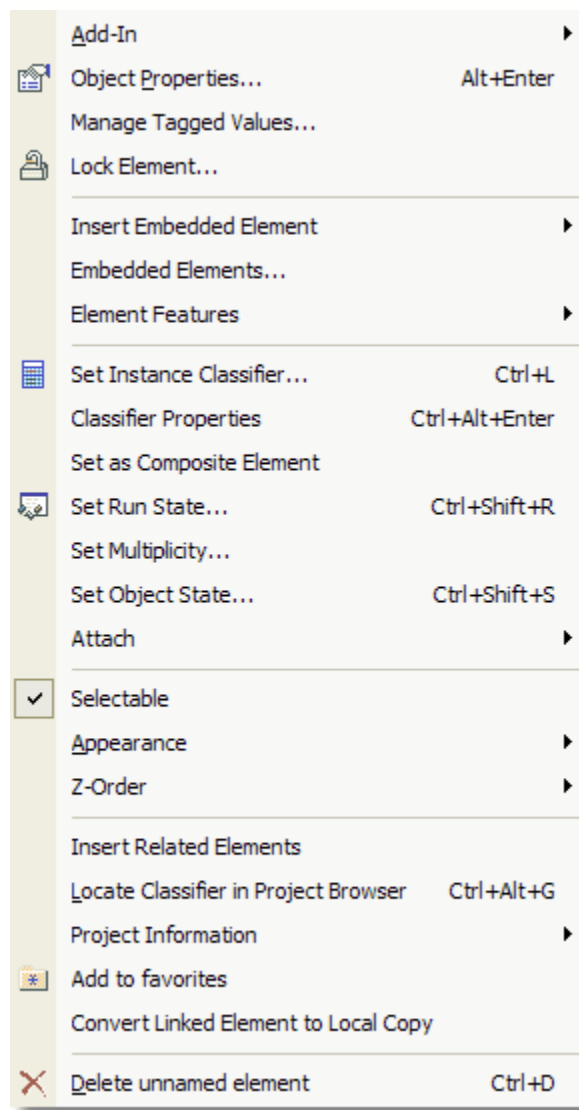 Add-In
Object Properties... Alt+Enter
Manage Tagged Values...
Lock Element...
Insert Embedded Element
Embedded Elements...
Element Features
Set Instance Classifier... Ctrl+L
Classifier Properties Ctrl+Alt+Enter
Set as Composite Element
Set Run State... Ctrl+Shift+R
Set Multiplicity...
Set Object State... Ctrl+Shift+S
Attach
Selectable
Appearance
Z-Order
Insert Related Elements
Locate Classifier in Project Browser Ctrl+Alt+G
Project Information
Add to favorites
Convert Linked Element to Local Copy
Delete unnamed element Ctrl+D